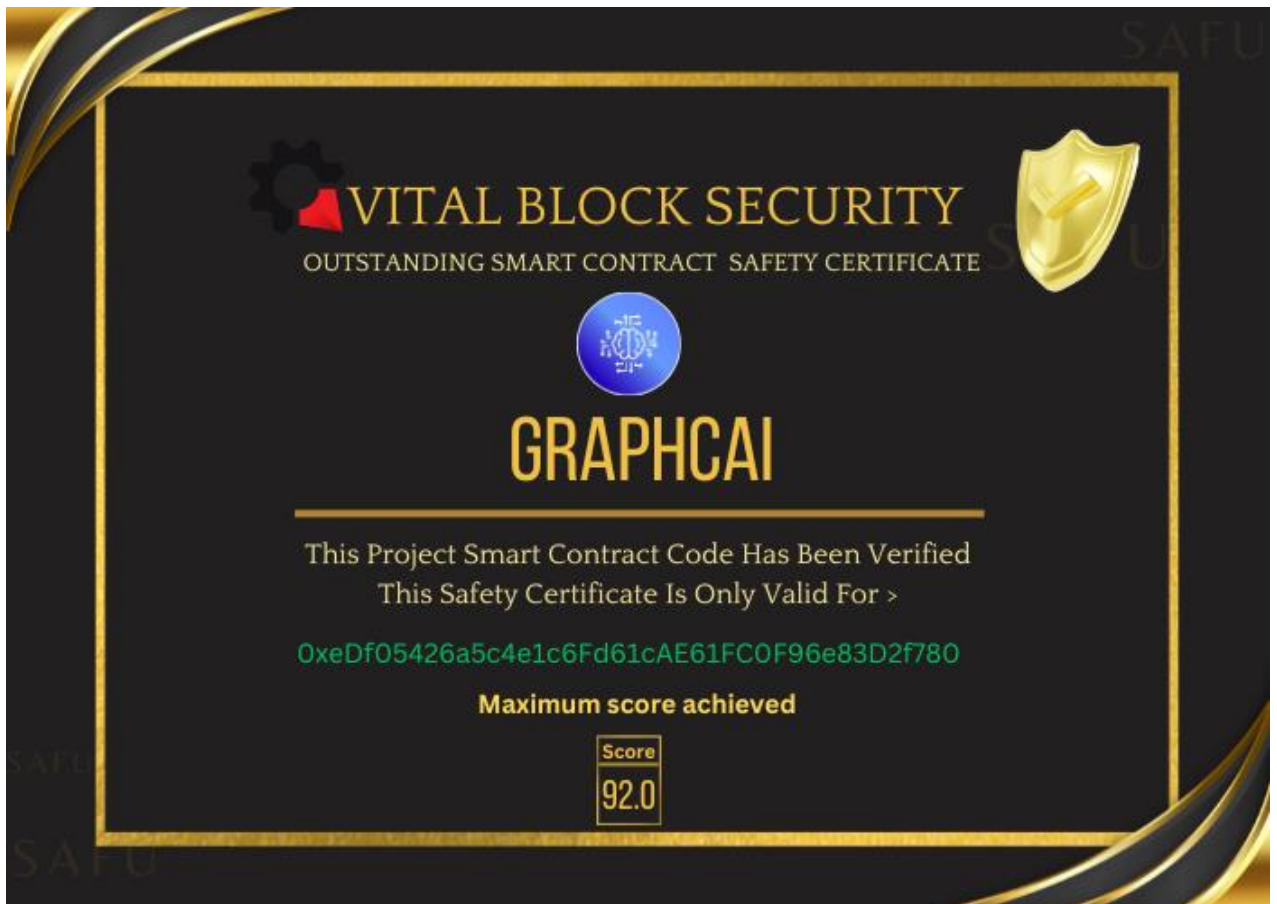 SAFU
VITAL BLOCK SECURITY
OUTSTANDING SMART CONTRACT SAFETY CERTIFICATE
GRAPHCAI
This Project Smart Contract Code Has Been Verified
This Safety Certificate Is Only Valid For >
0xeDf05426a5c4e1c6Fd61cAE61FC0F96e83D2f780
Maximum score achieved
Score
92.0
SAFU
SAFU